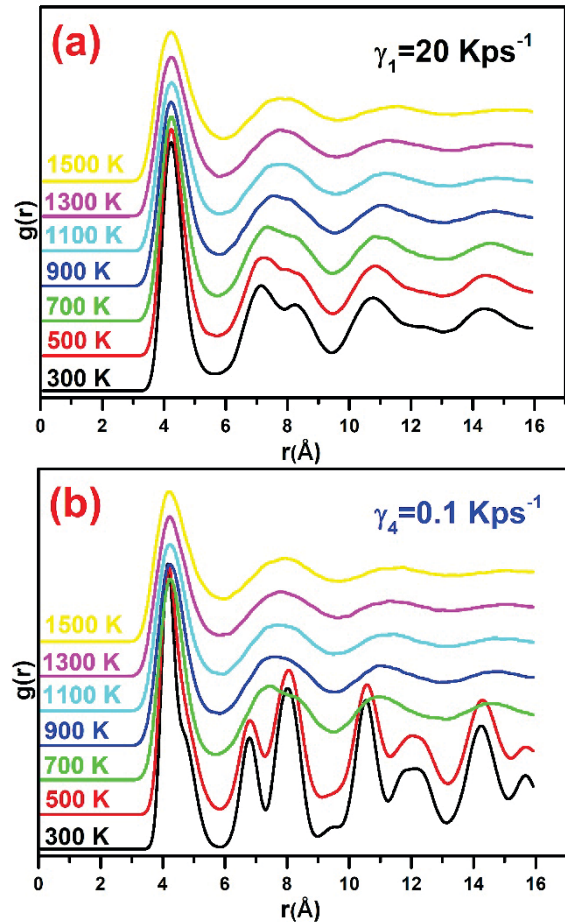 (a)
γ₁=20 Kps⁻¹
g(r)
1500 K
1300 K
1100 K
900 K
700 K
500 K
300 K
0 2 4 6 8 10 12 14 16
r(Å)
(b)
γ₄=0.1 Kps⁻¹
g(r)
1500 K
1300 K
1100 K
900 K
700 K
500 K
300 K
0 2 4 6 8 10 12 14 16
r(Å)